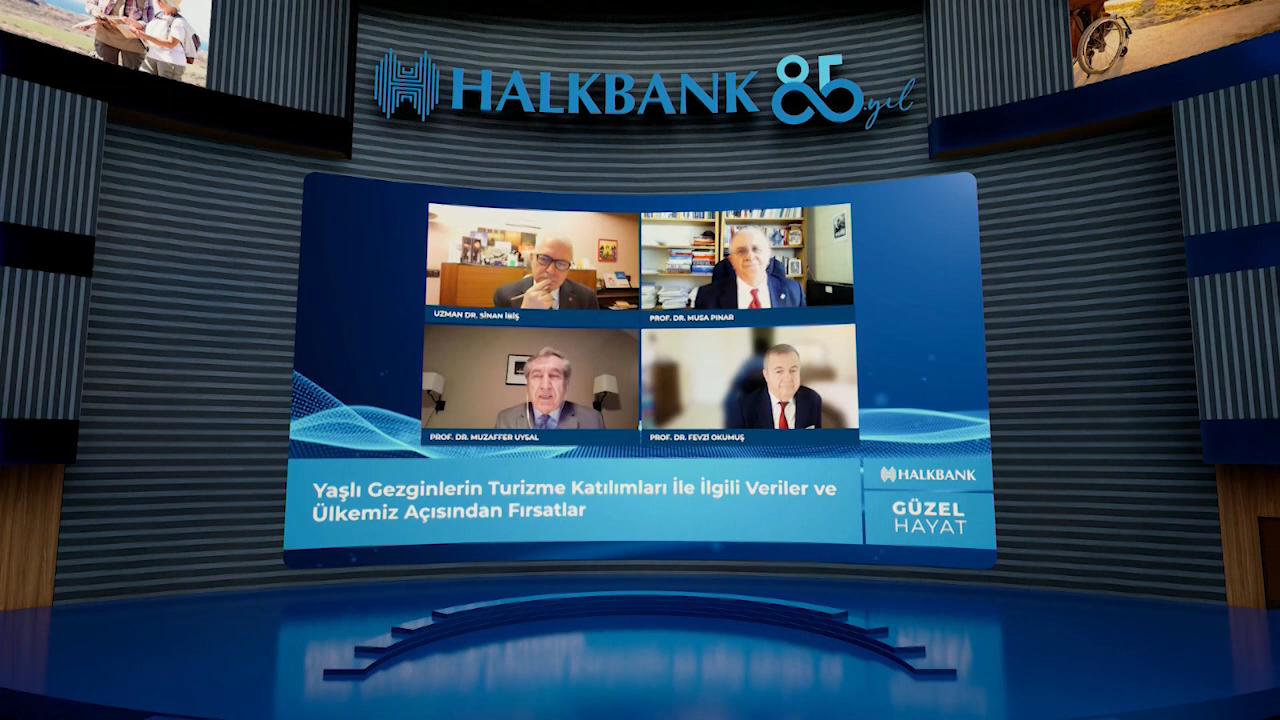 HALKBANK 85.yıl
UZMAN DR. SİNAN İBİŞ
PROF. DR. MUSA PINAR
PROF. DR. MUZAFFER UYSAL
PROF. DR. FEVZİ OKUMUŞ
Yaşlı Gezginlerin Turizme Katılımları İle İlgili Veriler ve
Ülkemiz Açısından Fırsatlar
HALKBANK
GÜZEL
HAYAT